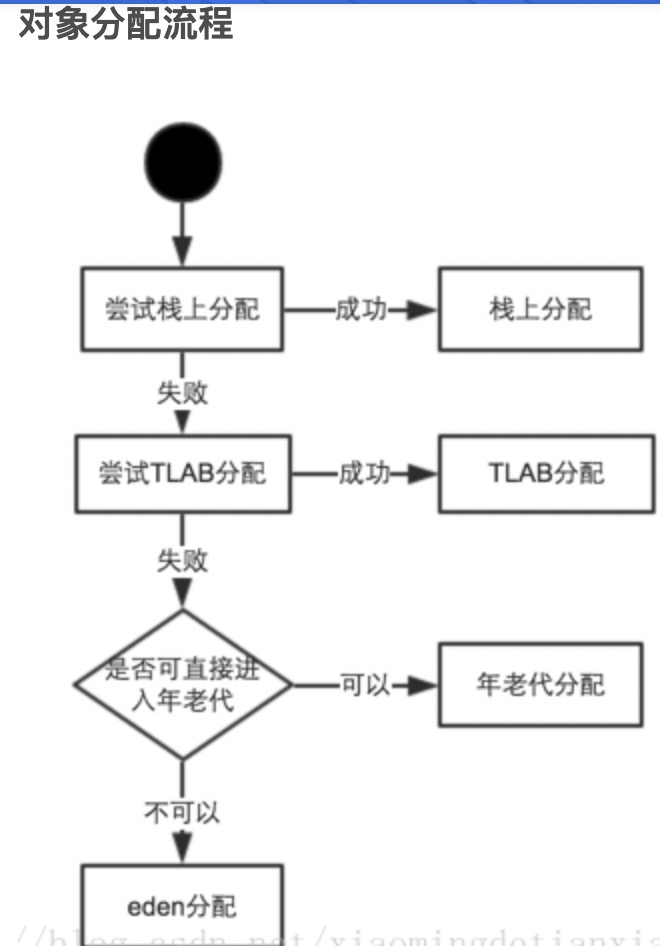 对象分配流程
尝试栈上分配
成功
栈上分配
失败
尝试TLAB分配
成功
TLAB分配
失败
是否可直接进
入年老代
可以
年老代分配
不可以
eden分配
//blog.csdn.net/xiaomingdetianxia